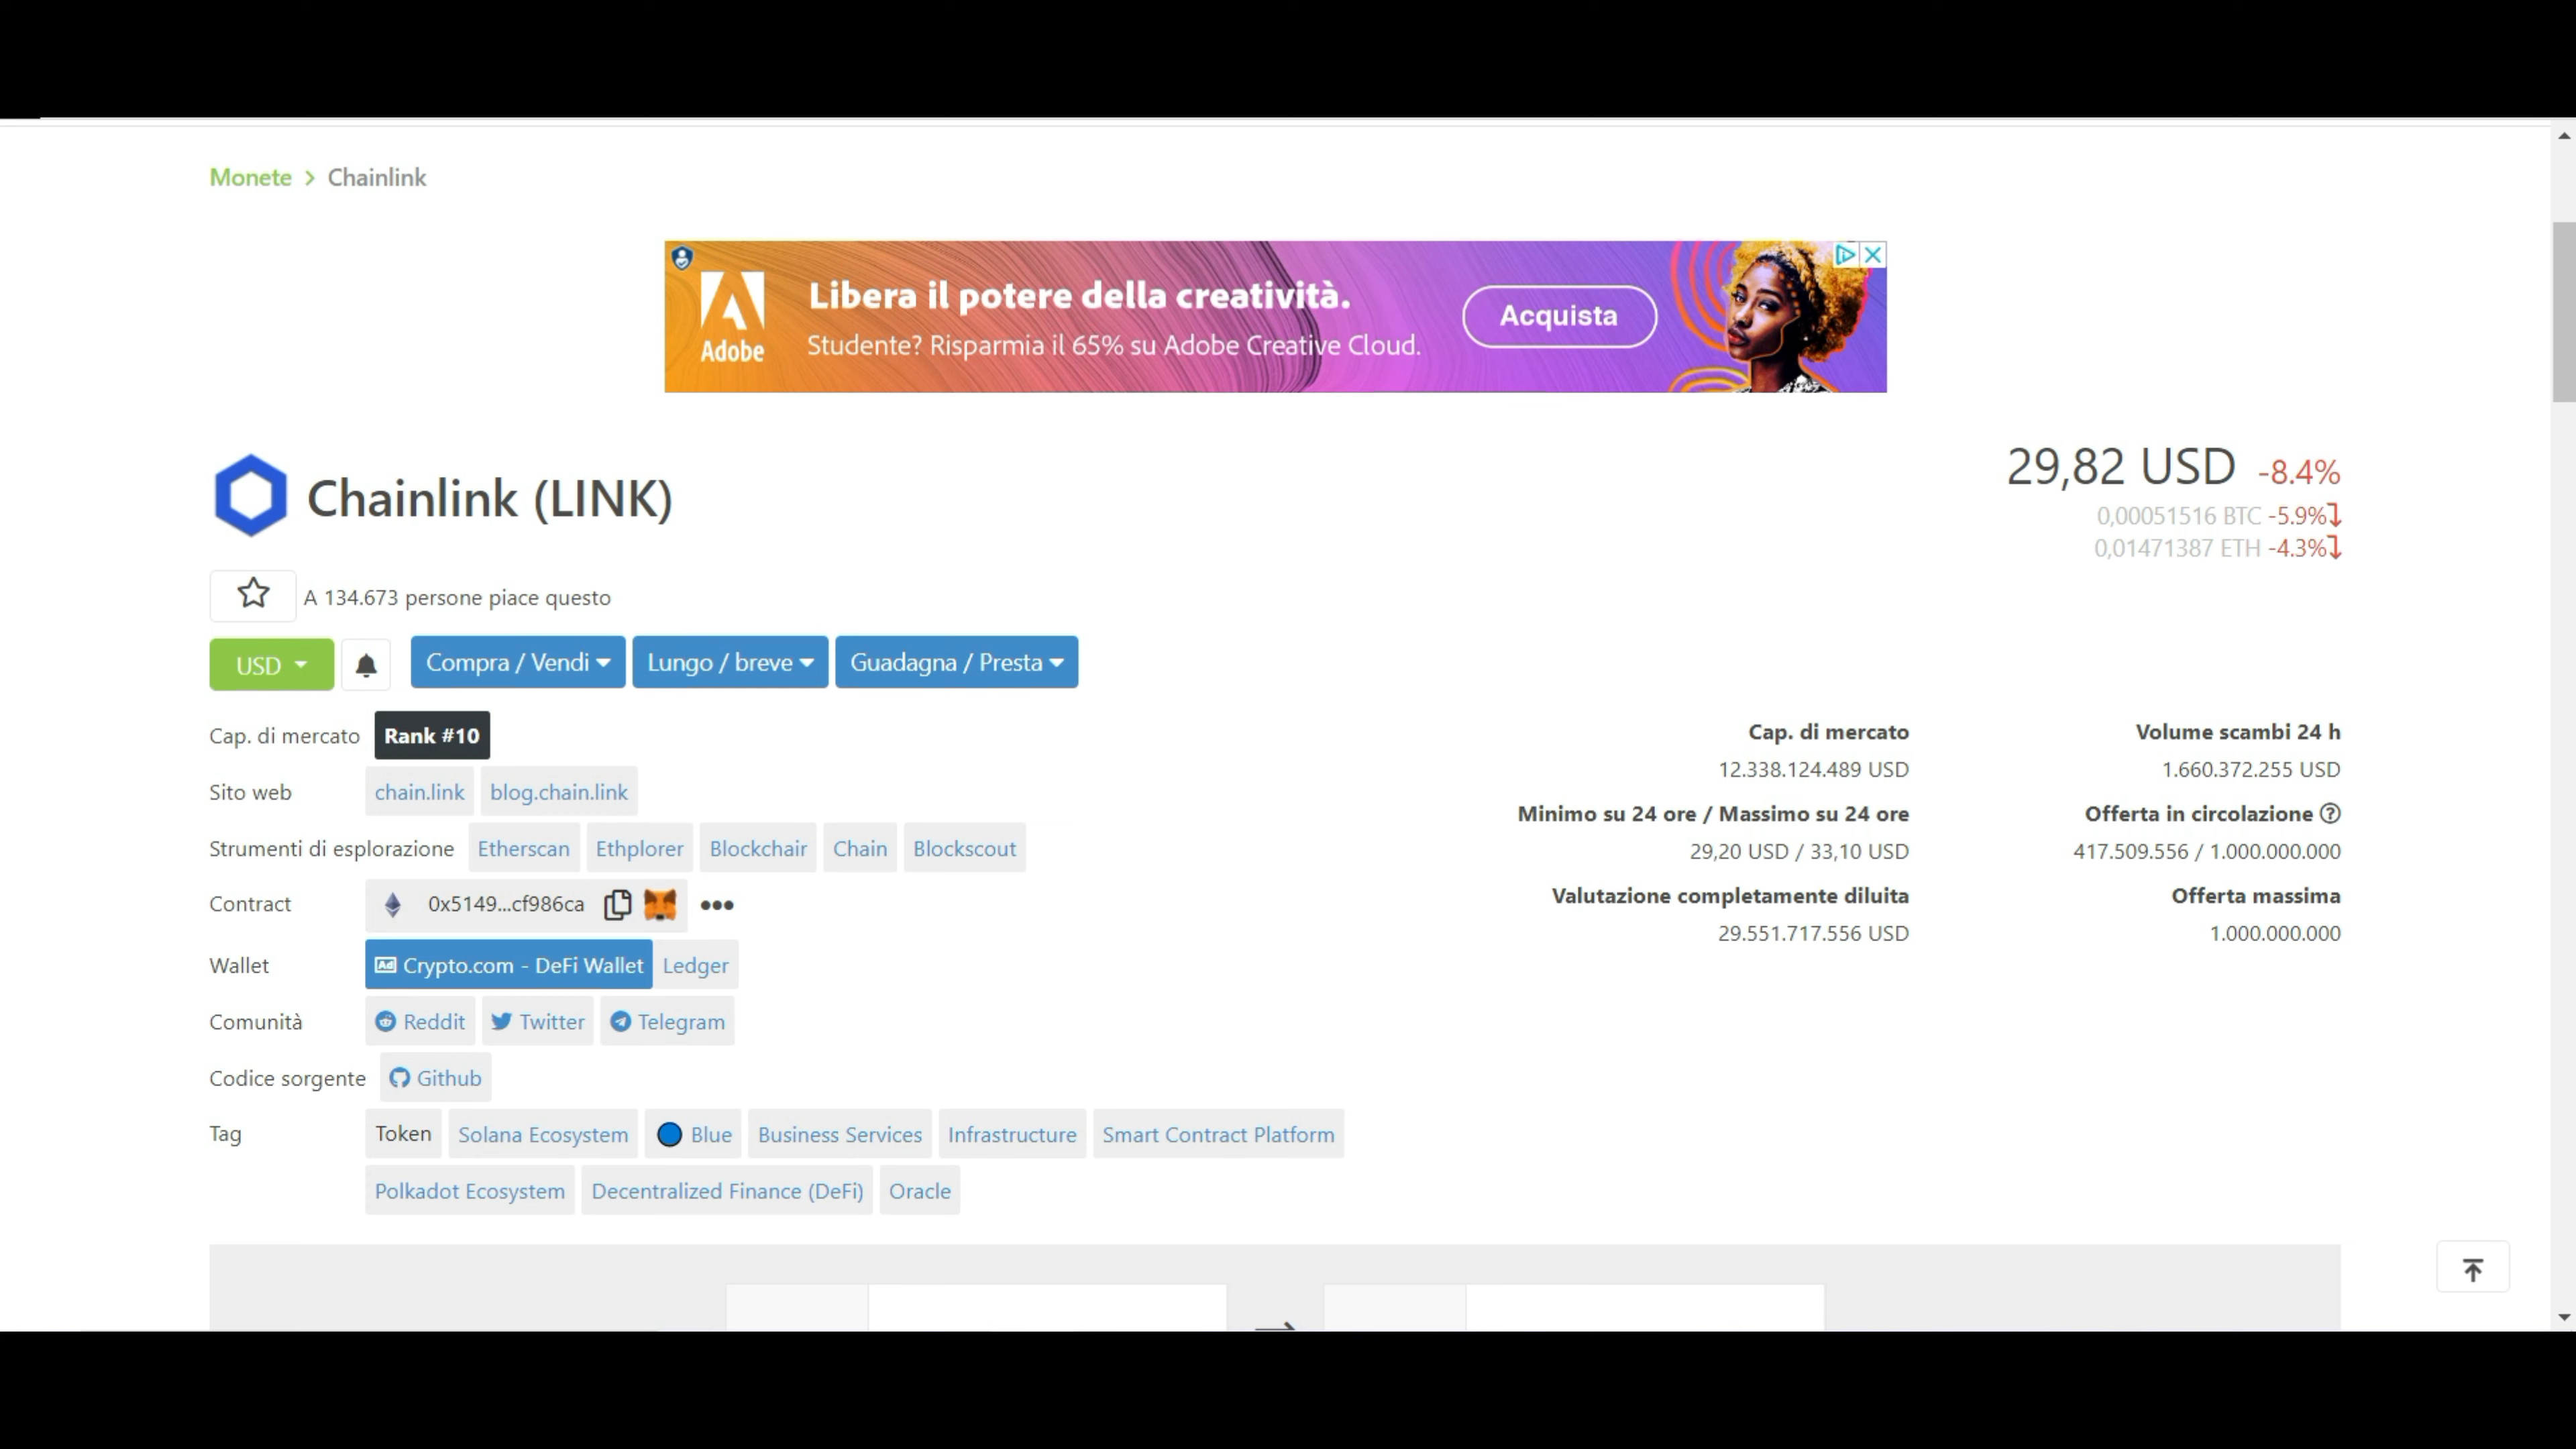 Monete > Chainlink
Libera il potere della creatività.
Studente? Risparmia il 65% su Adobe Creative Cloud.
Adobe
Acquista
Chainlink (LINK)
29,82 USD -8.4%
0,00051516 BTC -5.9%
0,01471387 ETH -4.3%
A 134.673 persone piace questo
USD
Compra / Vendi
Lungo / breve
Guadagna / Presta
Cap. di mercato Rank #10
Sito web chain.link blog.chain.link
Strumenti di esplorazione Etherscan Ethplorer Blockchair Chain Blockscout
Contract 0x5149...cf986ca •••
Wallet Ad Crypto.com - DeFi Wallet Ledger
Comunità Reddit Twitter Telegram
Codice sorgente Github
Tag Token Solana Ecosystem Blue Business Services Infrastructure Smart Contract Platform
Polkadot Ecosystem Decentralized Finance (DeFi) Oracle
Cap. di mercato
12.338.124.489 USD
Minimo su 24 ore / Massimo su 24 ore
29,20 USD / 33,10 USD
Valutazione completamente diluita
29.551.717.556 USD
Volume scambi 24 h
1.660.372.255 USD
Offerta in circolazione ?
417.509.556 / 1.000.000.000
Offerta massima
1.000.000.000